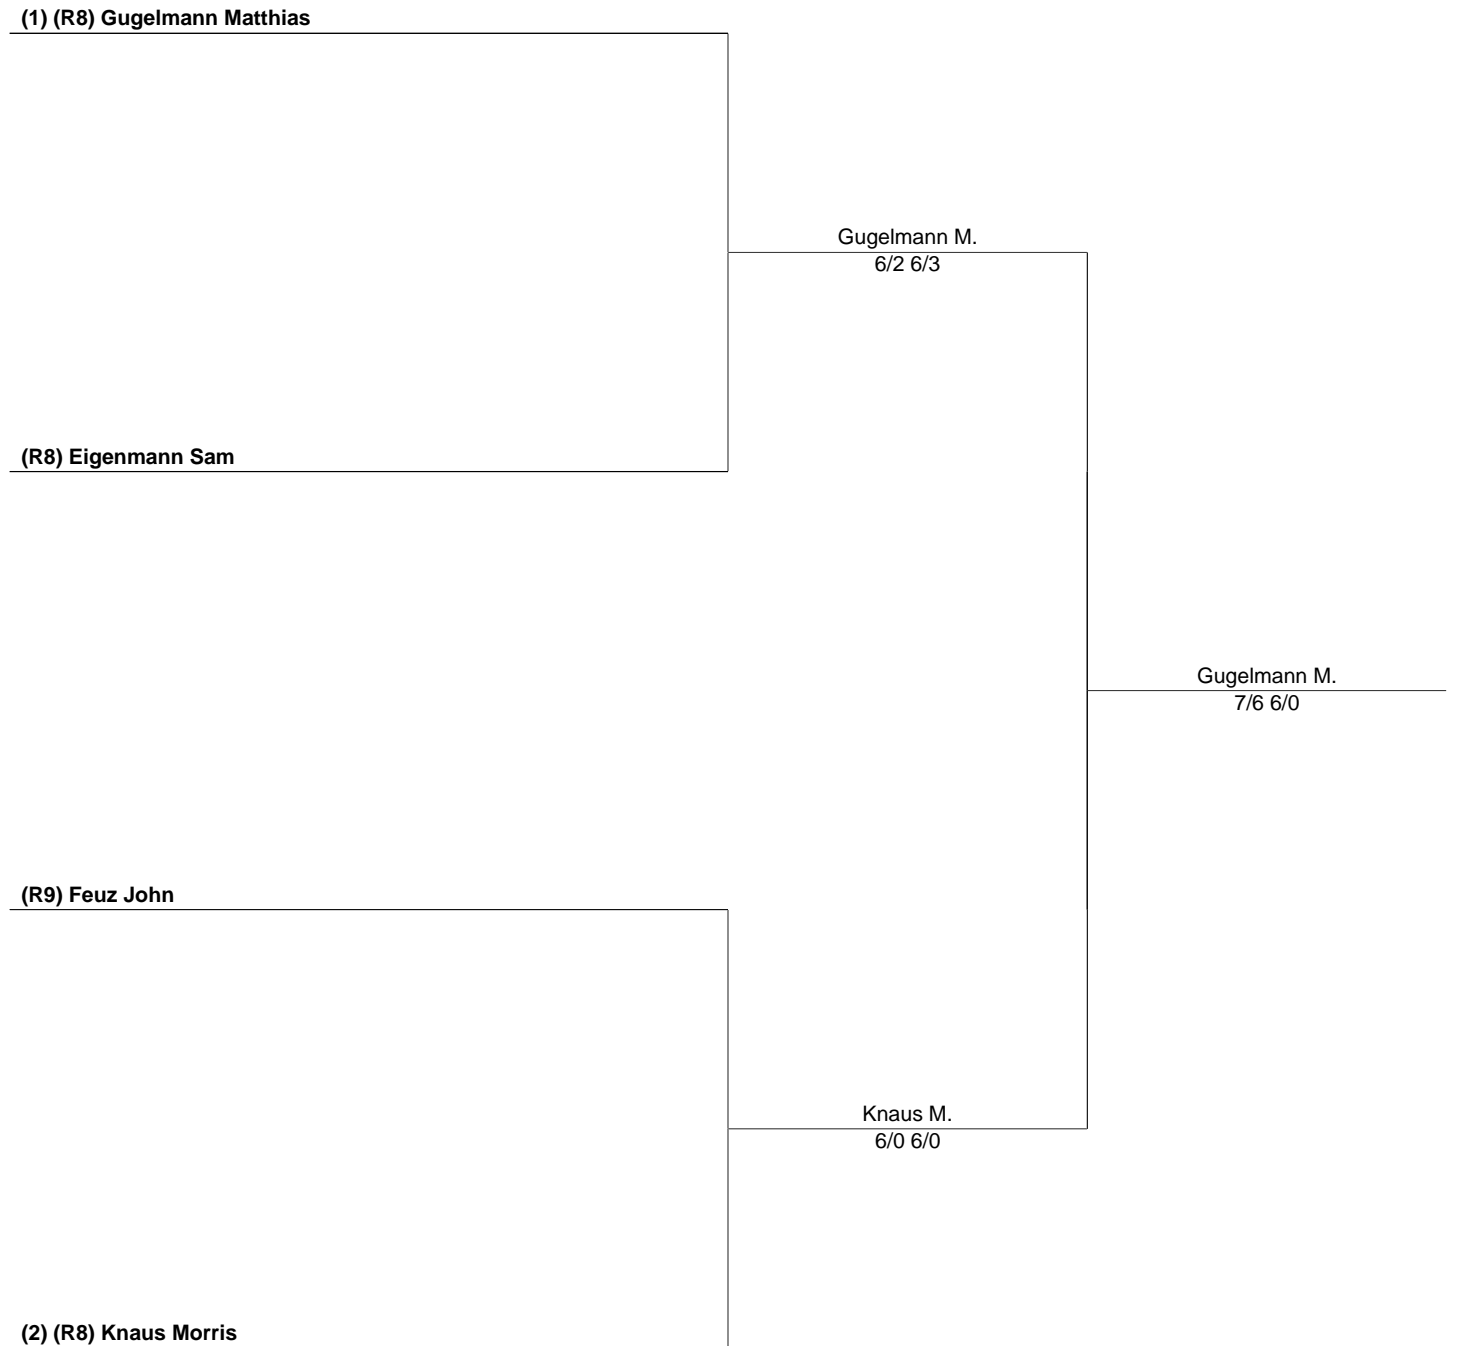 (1) (R8) Gugelmann Matthias
Gugelmann M.
6/2 6/3
(R8) Eigenmann Sam
Gugelmann M.
7/6 6/0
(R9) Feuz John
Knaus M.
6/0 6/0
(2) (R8) Knaus Morris